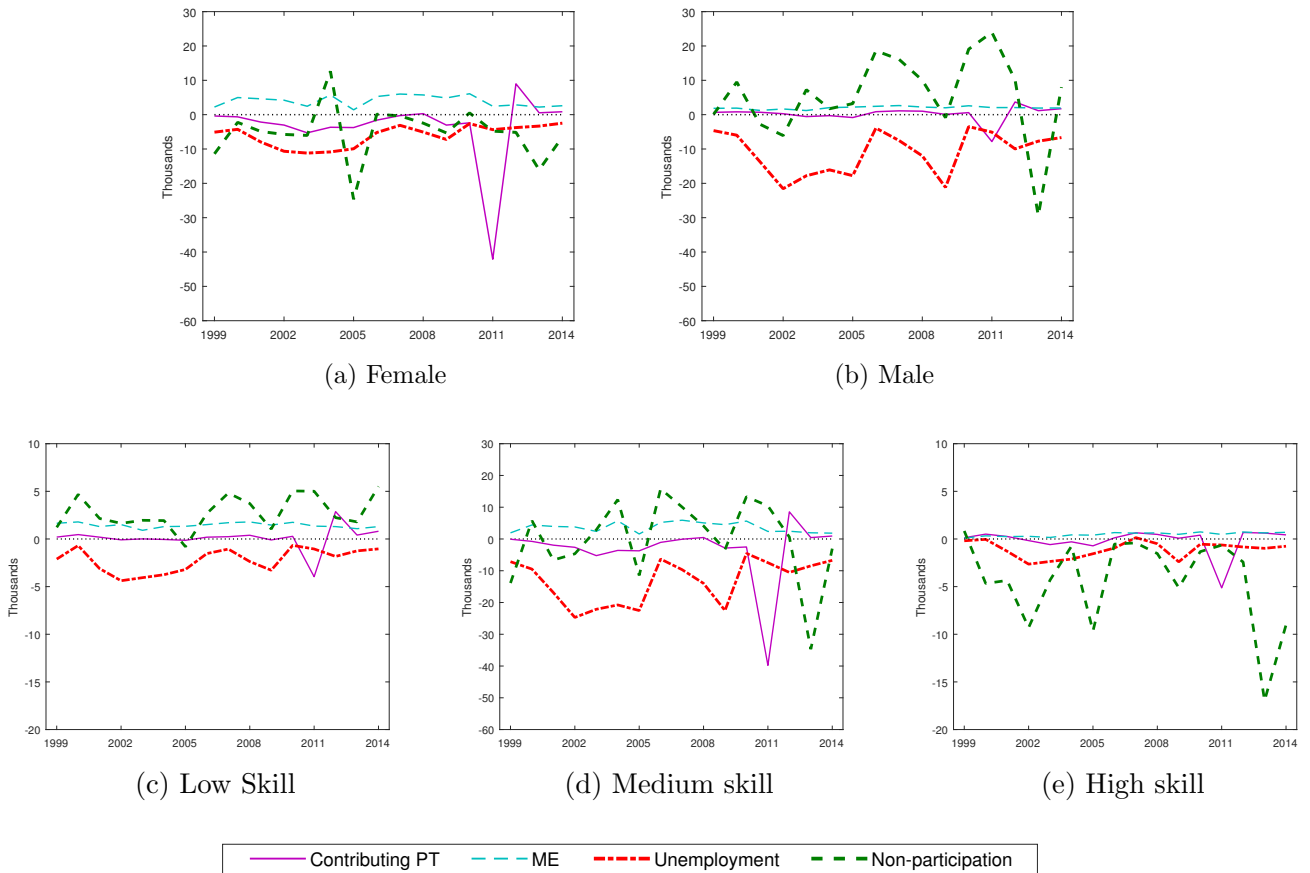 30
20
10
0
-10
-20
-30
-40
-50
-60
Thousands
1999 2002 2005 2008 2011 2014
(a) Female
30
20
10
0
-10
-20
-30
-40
-50
-60
Thousands
1999 2002 2005 2008 2011 2014
(b) Male
10
5
0
-5
-10
-15
-20
Thousands
1999 2002 2005 2008 2011 2014
(c) Low Skill
30
20
10
0
-10
-20
-30
-40
-50
-60
Thousands
1999 2002 2005 2008 2011 2014
(d) Medium skill
10
5
0
-5
-10
-15
-20
Thousands
1999 2002 2005 2008 2011 2014
(e) High skill
Contributing PT ME Unemployment Non-participation